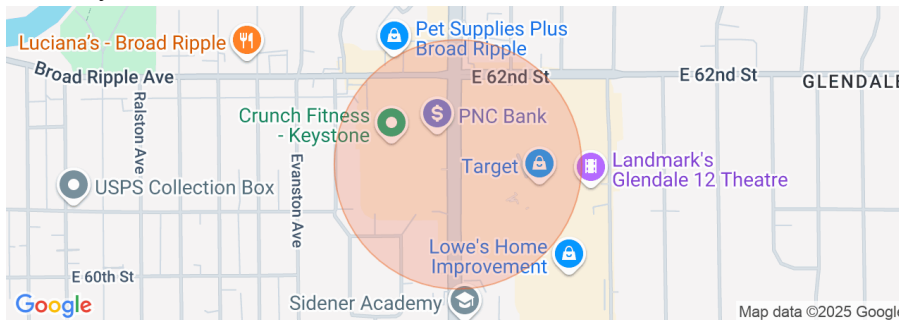 Pet Supplies Plus
Broad Ripple
Luciana's - Broad Ripple
Broad Ripple Ave
E 62nd St
E 62nd St
GLENDALE
Ralston Ave
Crunch Fitness
- Keystone
PNC Bank
Evanston Ave
Target
Landmark's
Glendale 12 Theatre
USPS Collection Box
Lowe's Home
Improvement
E 60th St
Sidener Academy
Google
Map data ©2025 Google